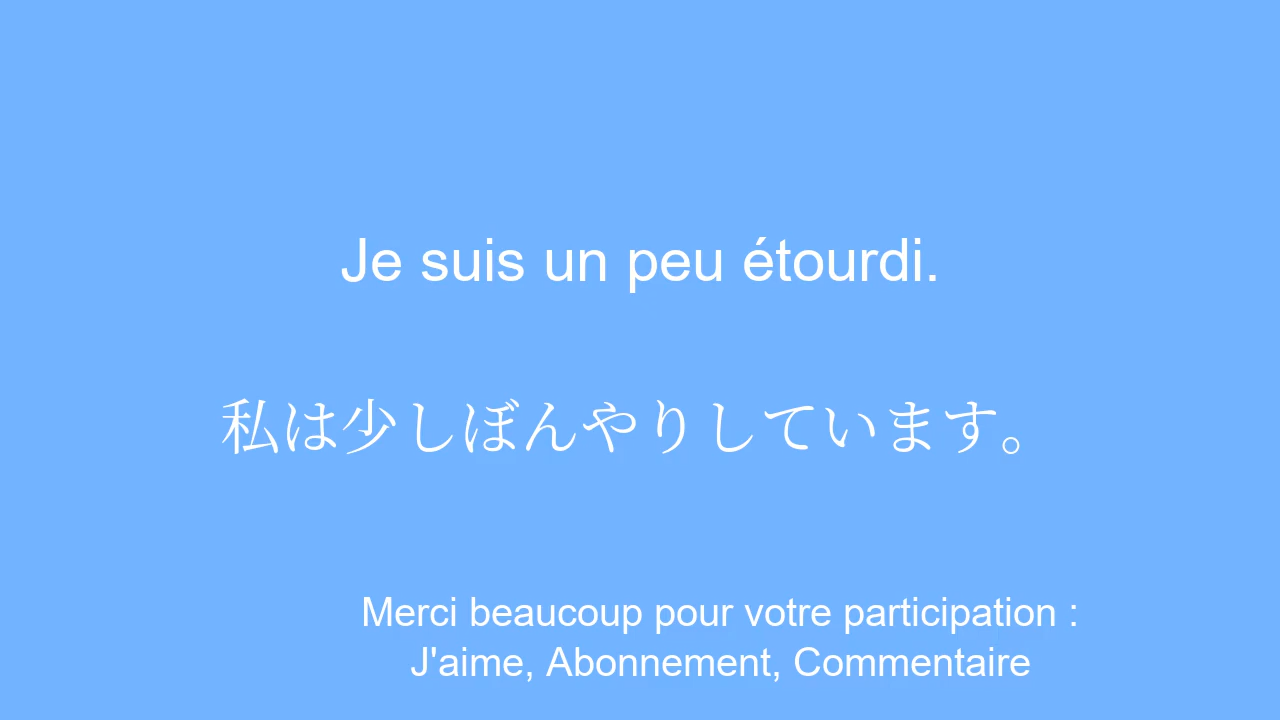 Je suis un peu étourdi.
私は少しぼんやりしています。
Merci beaucoup pour votre participation :
J'aime, Abonnement, Commentaire